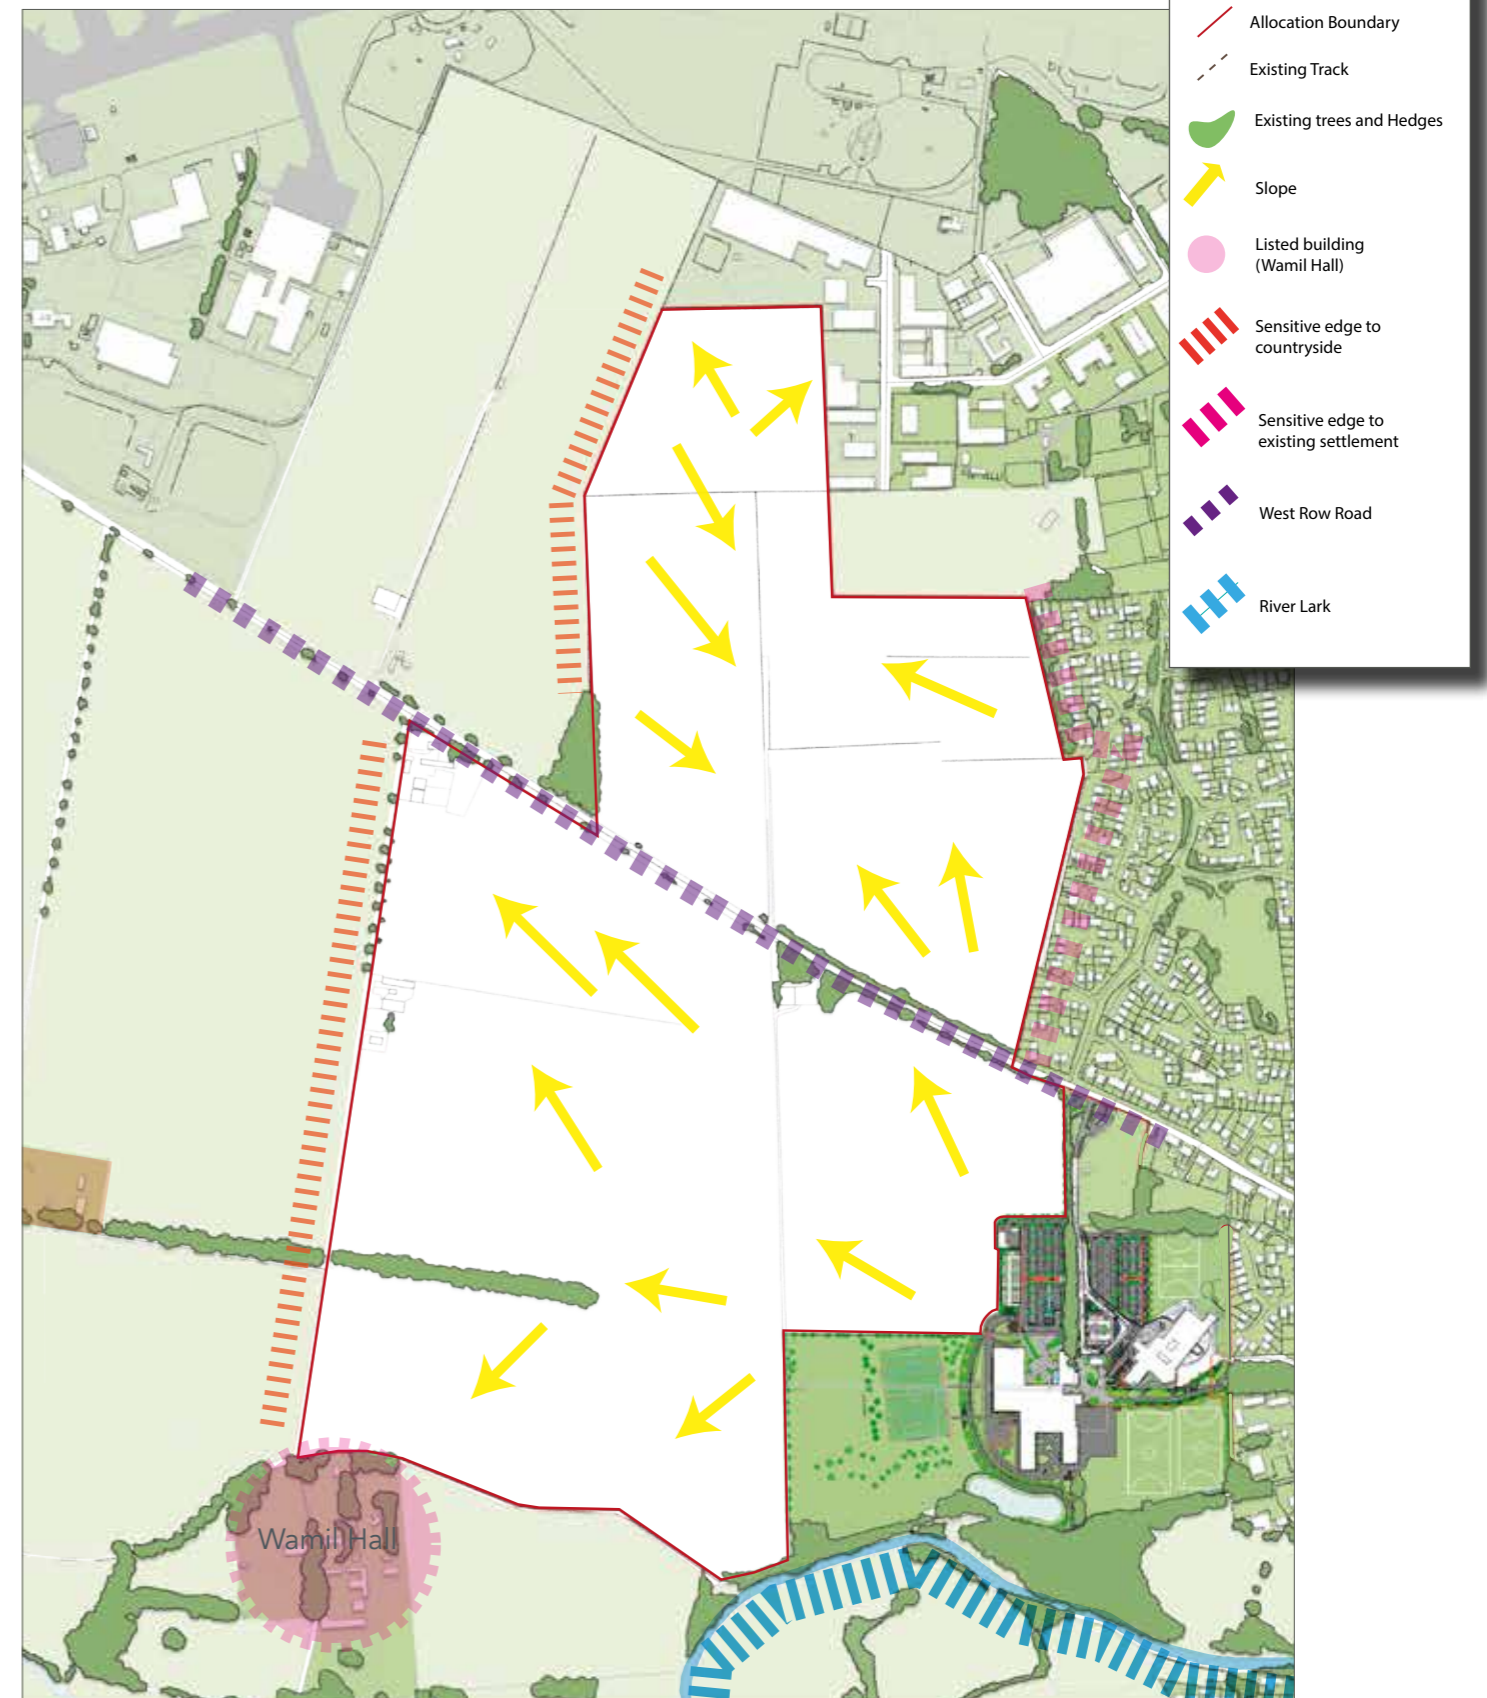 Allocation Boundary
Existing Track
Existing trees and Hedges
Slope
Listed building
(Wamil Hall)
Sensitive edge to
countryside
Sensitive edge to
existing settlement
West Row Road
River Lark
Wamil Hall